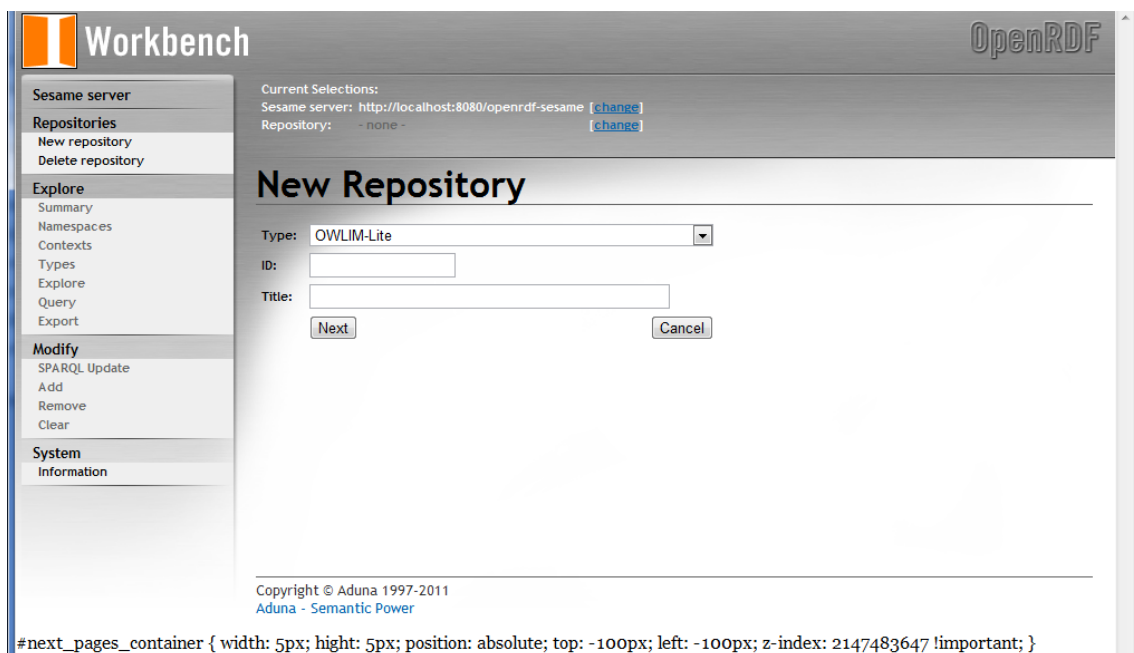 Workbench
OpenRDF
Sesame server
Repositories
New repository
Delete repository
Explore
Summary
Namespaces
Contexts
Types
Explore
Query
Export
Modify
SPARQL Update
Add
Remove
Clear
System
Information
Current Selections:
Sesame server: http://localhost:8080/openrdf-sesame [change]
Repository: - none - [change]
New Repository
Type: OWLIM-Lite
ID:
Title:
Next Cancel
Copyright © Aduna 1997-2011
Aduna - Semantic Power
#next_pages_container { width: 5px; hight: 5px; position: absolute; top: -100px; left: -100px; z-index: 2147483647 !important; }